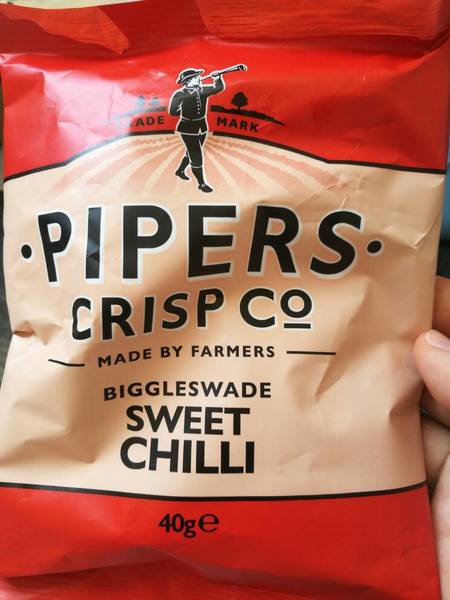 TRADE MARK
·PIPERS·
CRISP Cº
MADE BY FARMERS
BIGGLESWADE
SWEET
CHILLI
40g℮